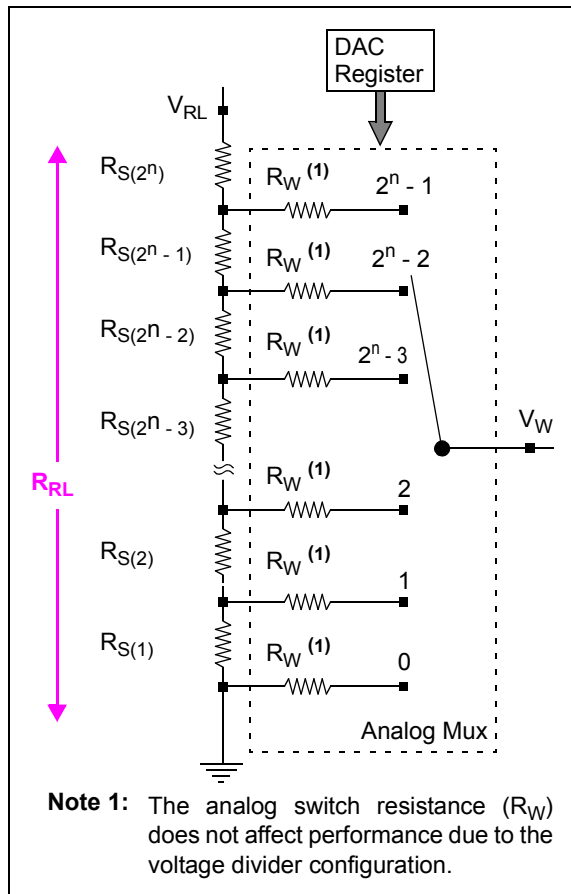 DAC
Register
V_RL
R_S(2^n)
R_W (1)
2^n - 1
R_S(2^n - 1)
R_W (1)
2^n - 2
R_S(2^n - 2)
R_W (1)
2^n - 3
R_S(2^n - 3)
V_W
R_RL
R_W (1)
2
R_S(2)
R_W (1)
1
R_S(1)
R_W (1)
0
Analog Mux
Note 1: The analog switch resistance (R_W)
does not affect performance due to the
voltage divider configuration.